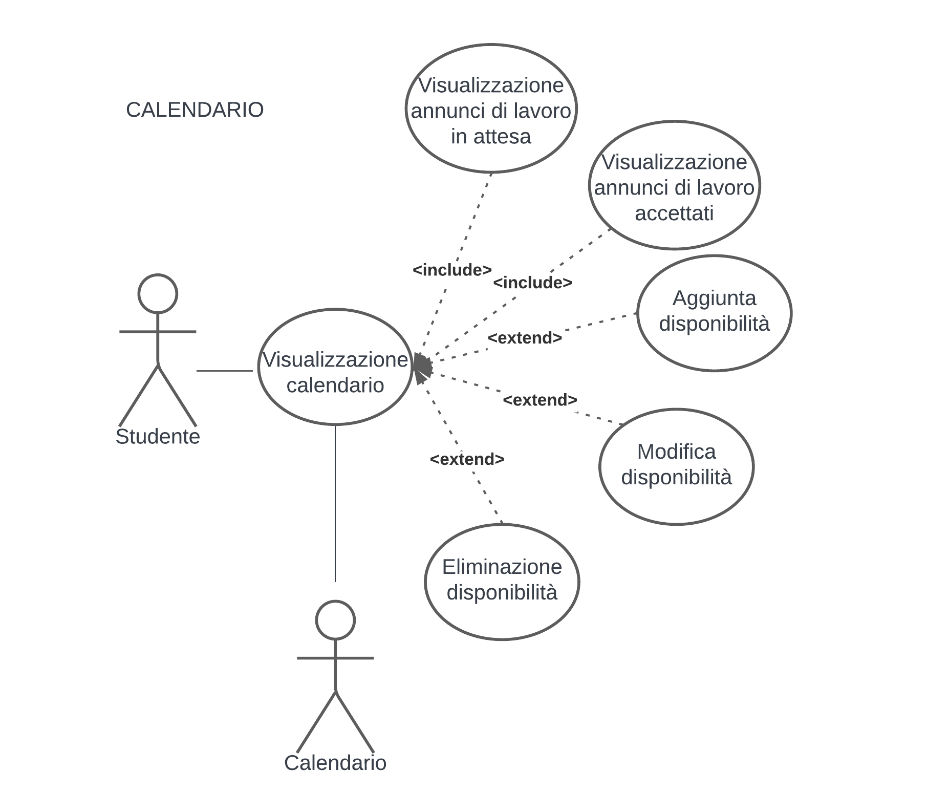 CALENDARIO
Visualizzazione
annunci di lavoro
in attesa
Visualizzazione
annunci di lavoro
accettati
<include>
<include>
Aggiunta
disponibilità
<extend>
Visualizzazione
calendario
Studente
<extend>
Modifica
disponibilità
<extend>
Eliminazione
disponibilità
Calendario